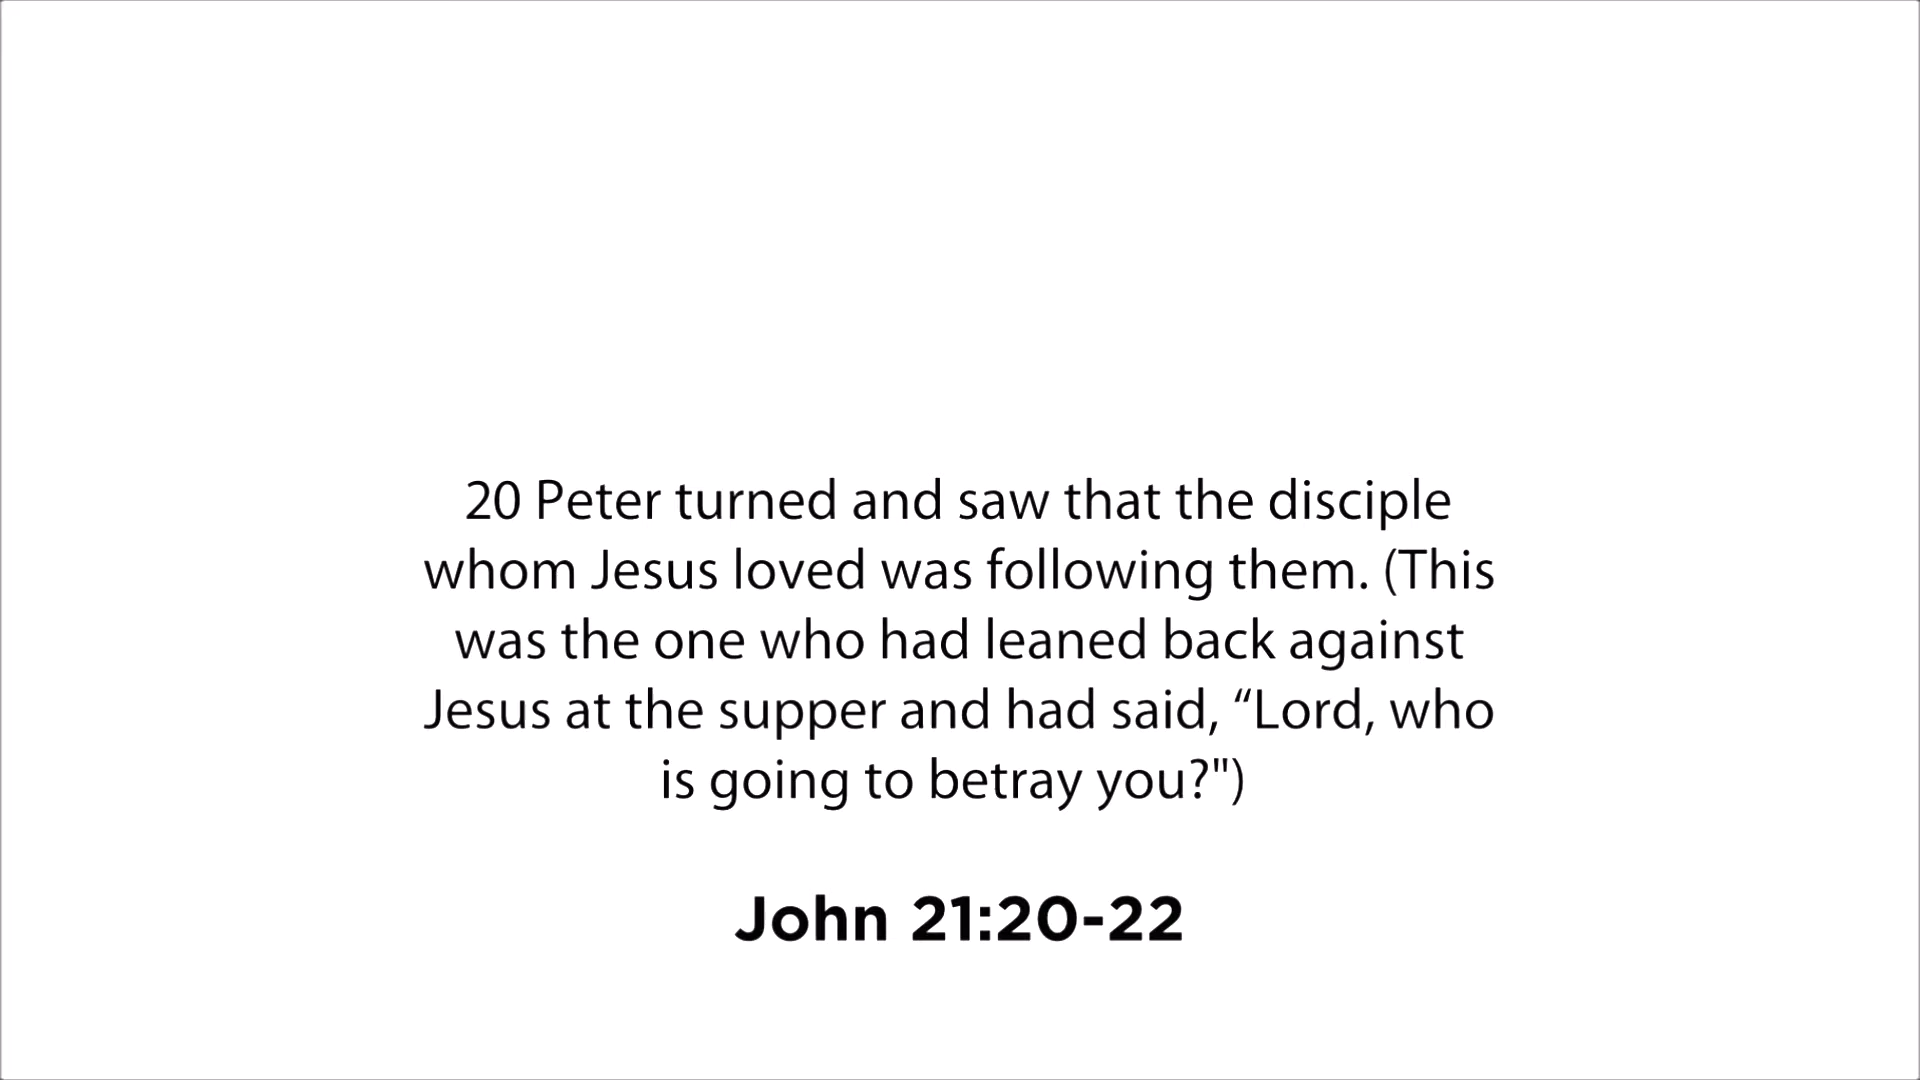 20 Peter turned and saw that the disciple
whom Jesus loved was following them. (This
was the one who had leaned back against
Jesus at the supper and had said, “Lord, who
is going to betray you?")
John 21:20-22